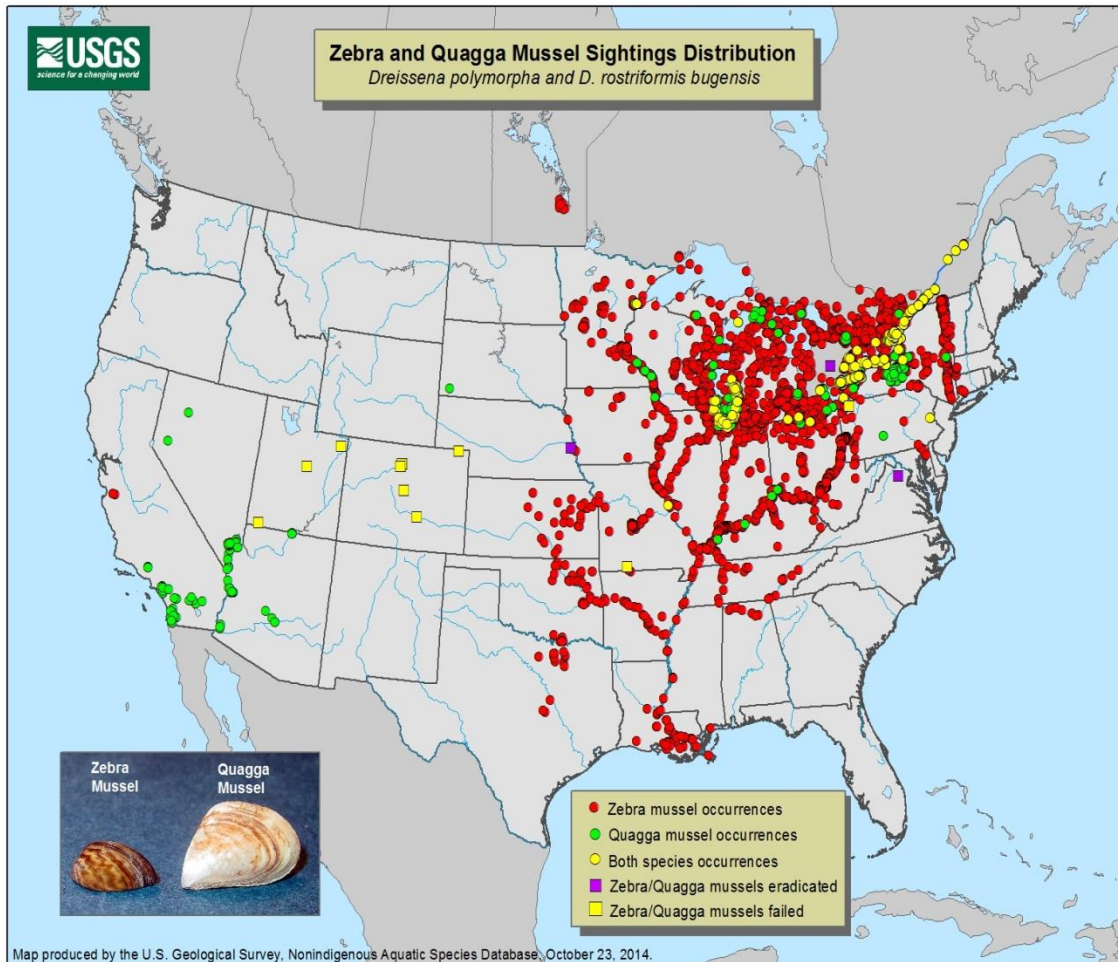 USGS
science for a changing world
Zebra and Quagga Mussel Sightings Distribution
Dreissena polymorpha and D. rostriformis bugensis
Zebra
Mussel
Quagga
Mussel
Zebra mussel occurrences
Quagga mussel occurrences
Both species occurrences
Zebra/Quagga mussels eradicated
Zebra/Quagga mussels failed
Map produced by the U.S. Geological Survey, Nonindigenous Aquatic Species Database, October 23, 2014.